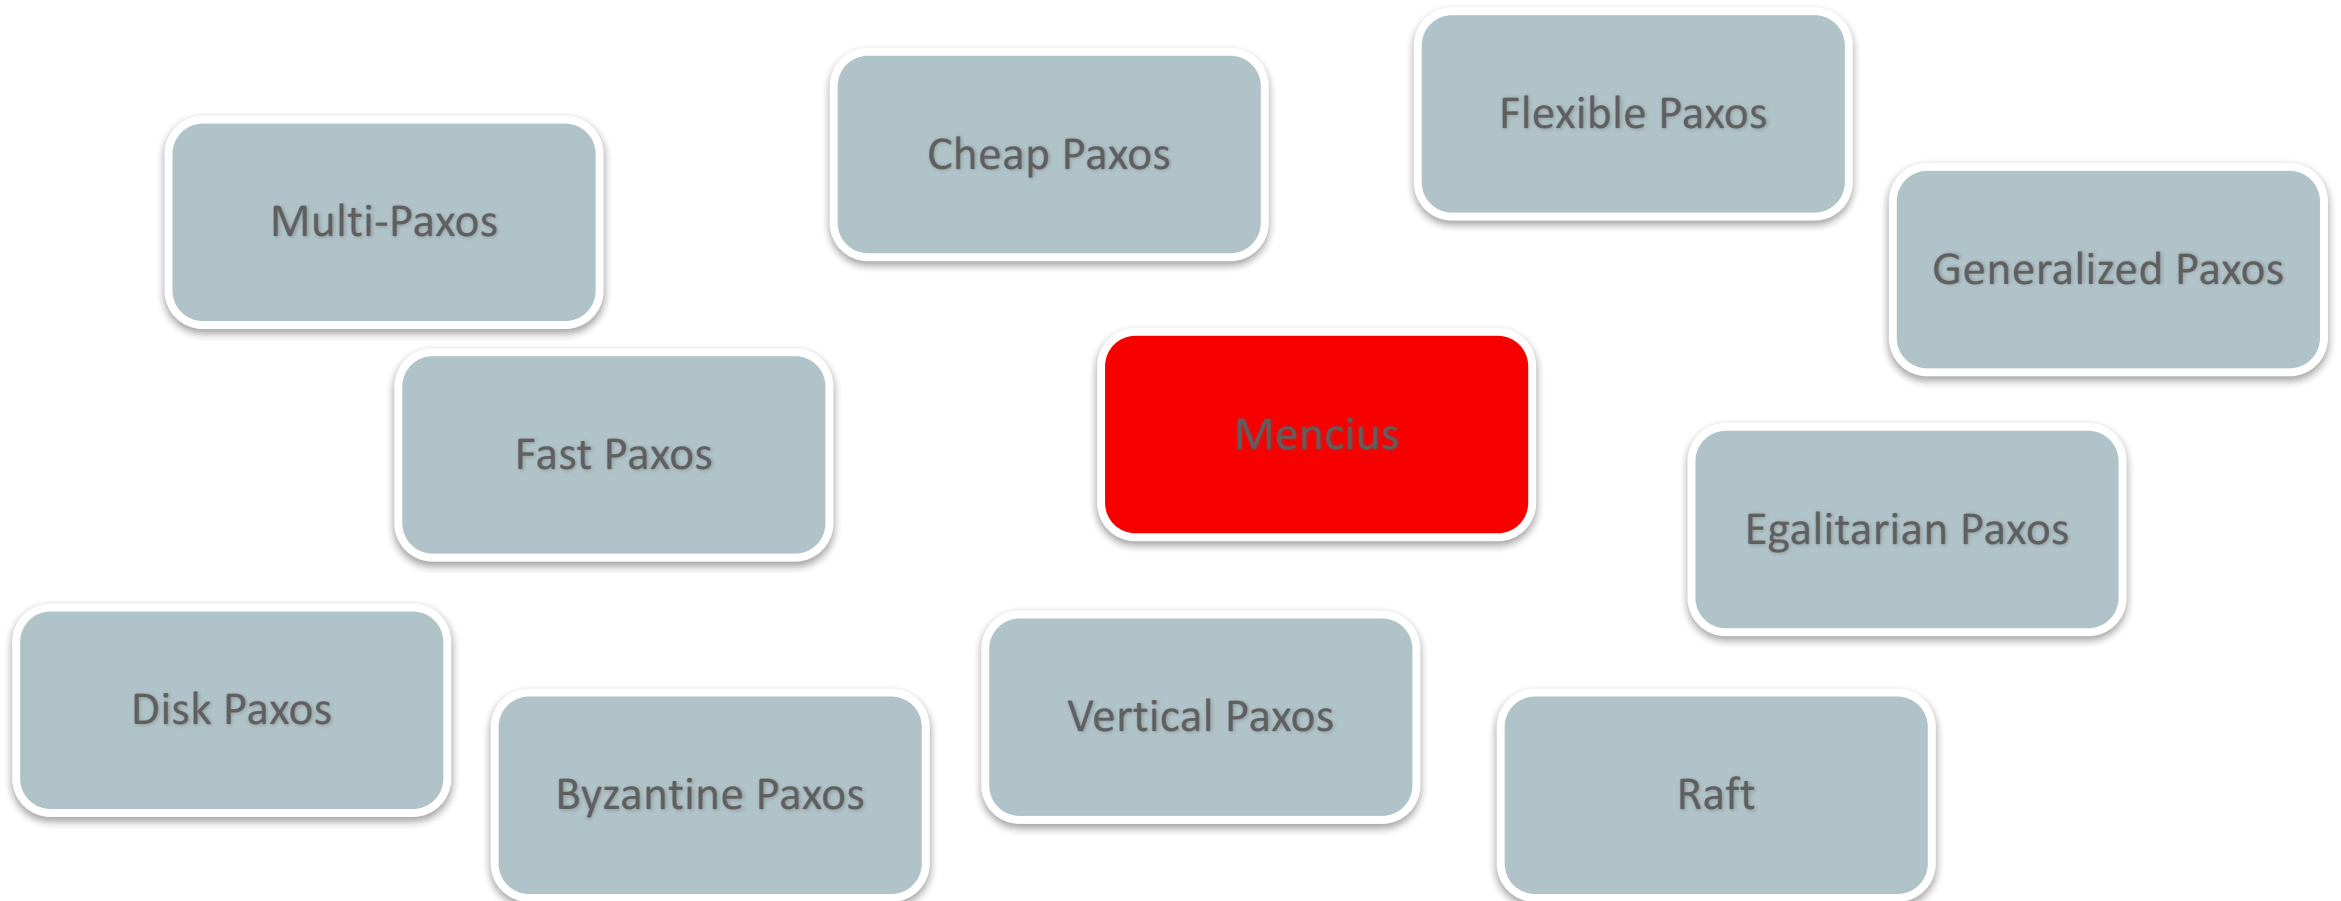 Flexible Paxos
Cheap Paxos
Multi-Paxos
Generalized Paxos
Mencius
Fast Paxos
Egalitarian Paxos
Disk Paxos
Vertical Paxos
Byzantine Paxos
Raft